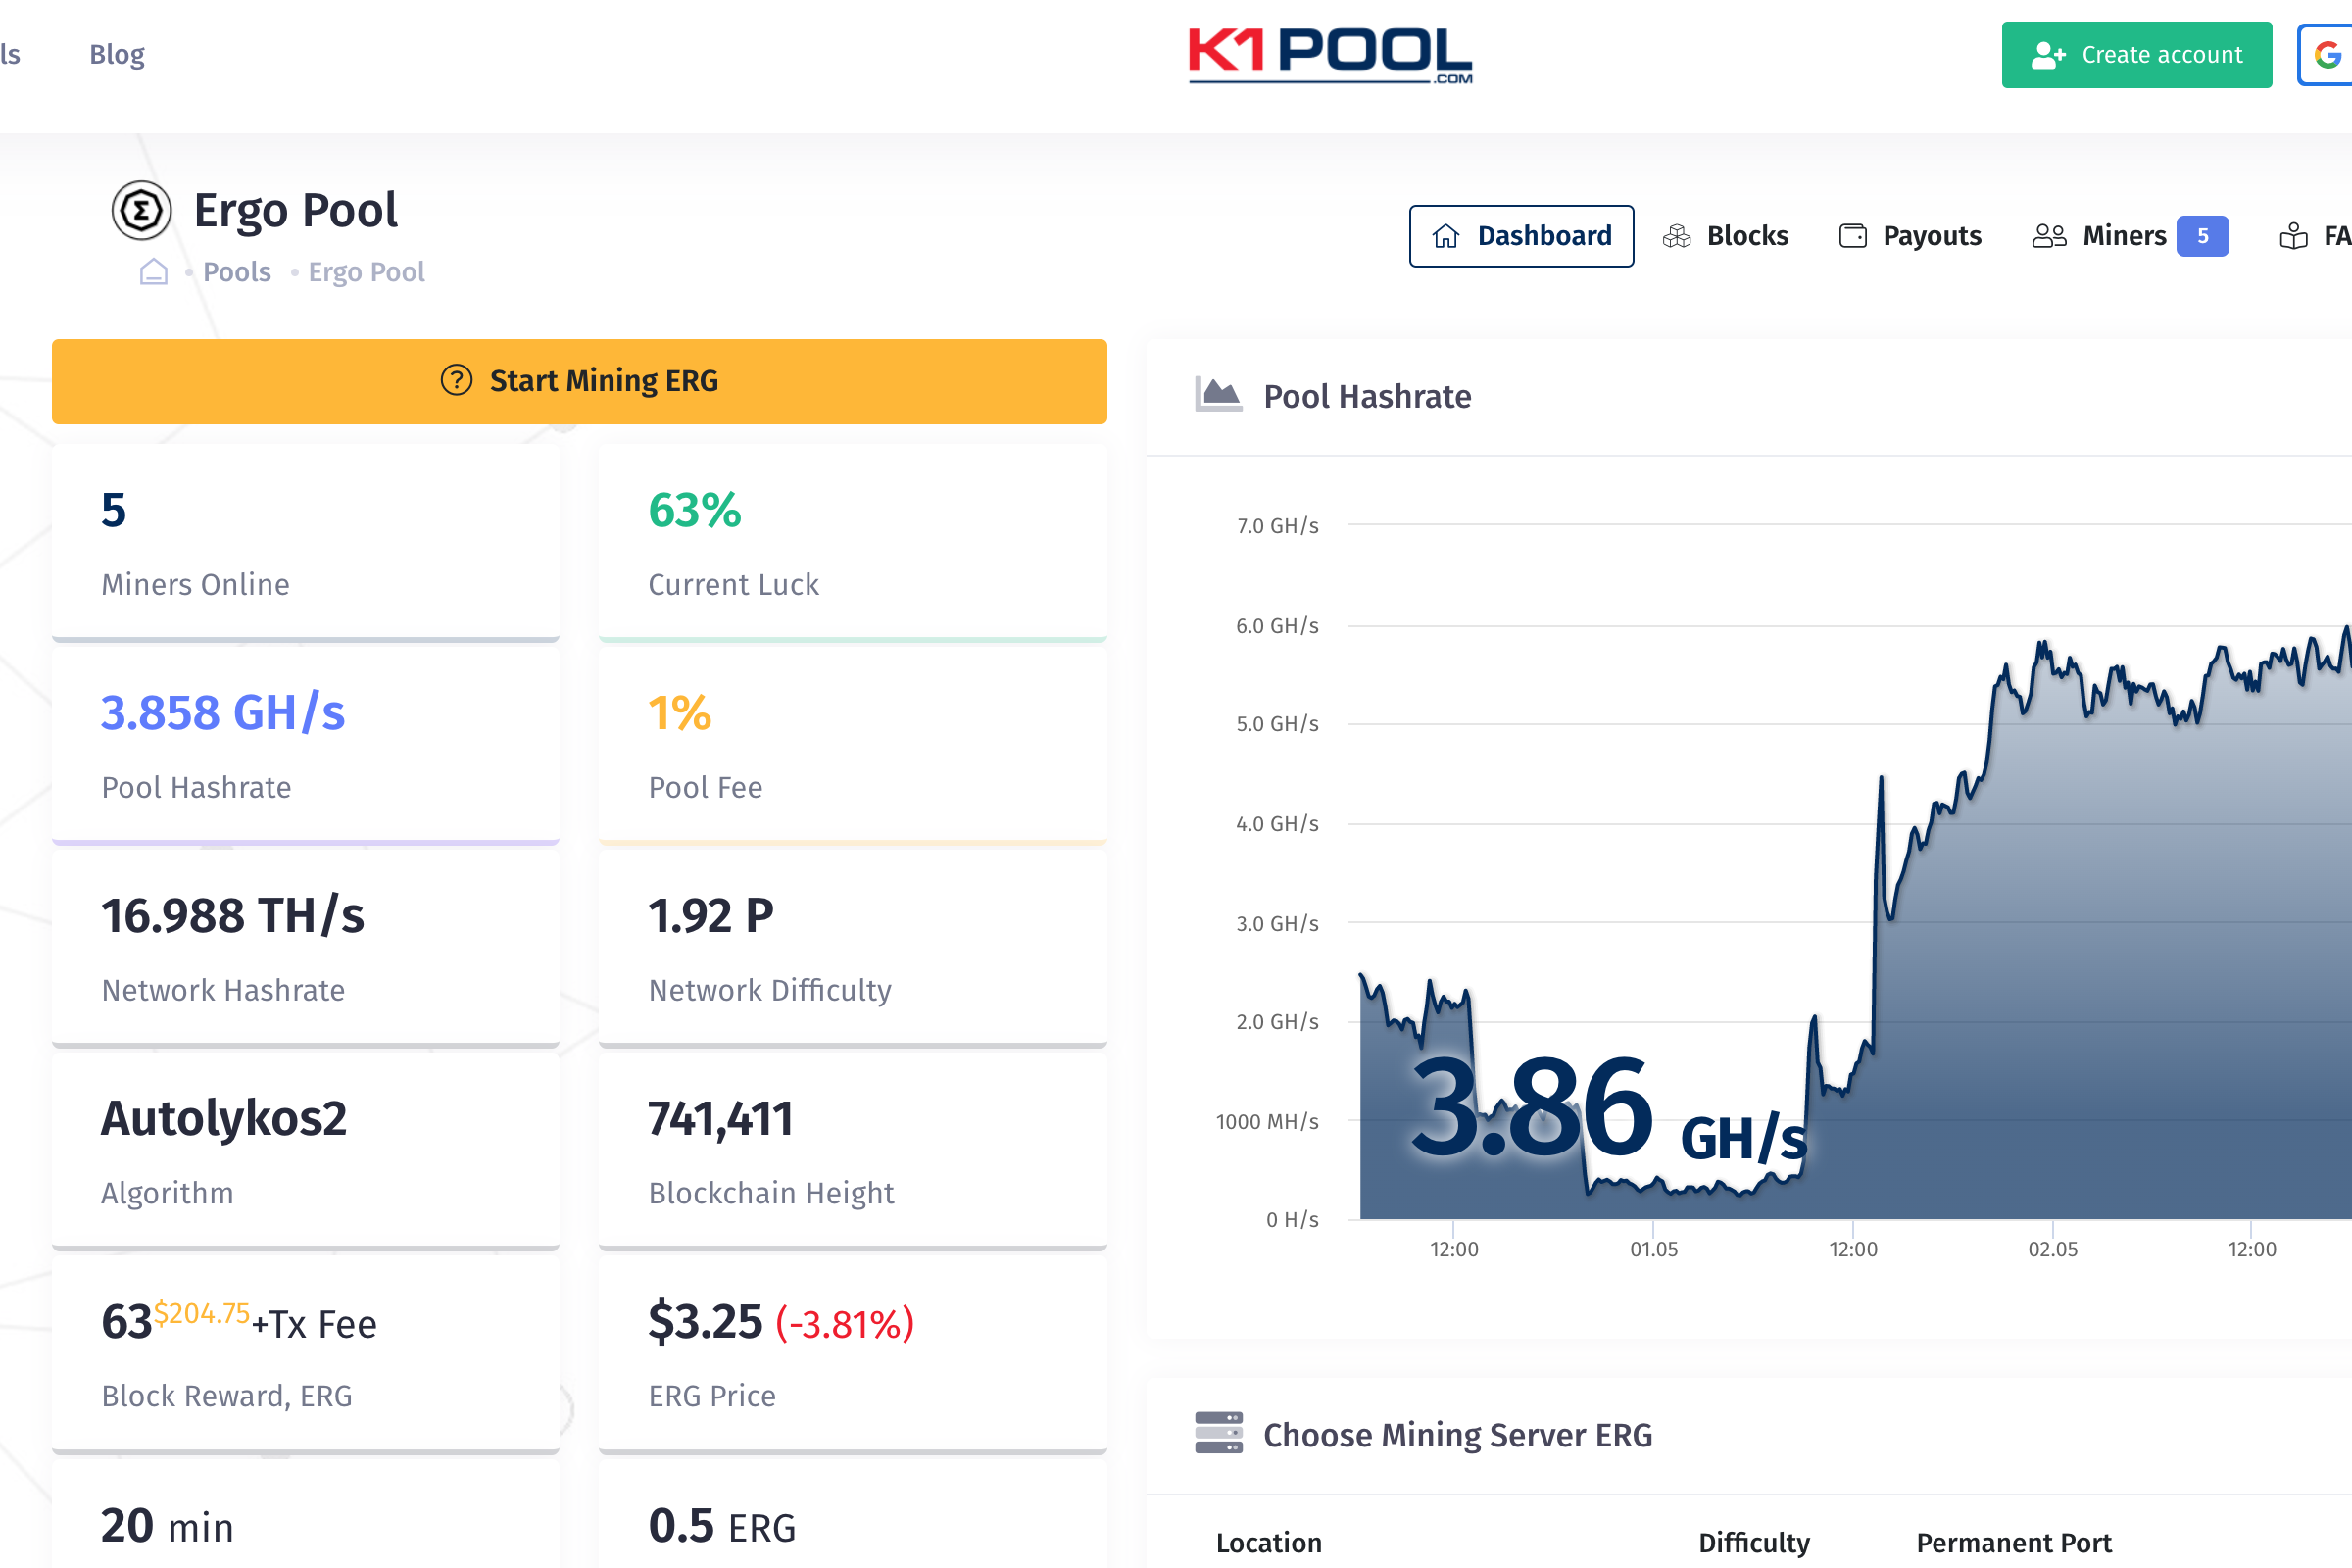 ls Blog K1 POOL .COM Create account
Ergo Pool
Pools Ergo Pool
Dashboard Blocks Payouts Miners 5 FA
Start Mining ERG
5
Miners Online
63%
Current Luck
3.858 GH/s
Pool Hashrate
1%
Pool Fee
16.988 TH/s
Network Hashrate
1.92 P
Network Difficulty
Autolykos2
Algorithm
741,411
Blockchain Height
63 $204.75 +Tx Fee
Block Reward, ERG
$3.25 (-3.81%)
ERG Price
20 min
0.5 ERG
Pool Hashrate
7.0 GH/s
6.0 GH/s
5.0 GH/s
4.0 GH/s
3.0 GH/s
2.0 GH/s
1000 MH/s
0 H/s
3.86 GH/s
12:00 01.05 12:00 02.05 12:00
Choose Mining Server ERG
Location Difficulty Permanent Port